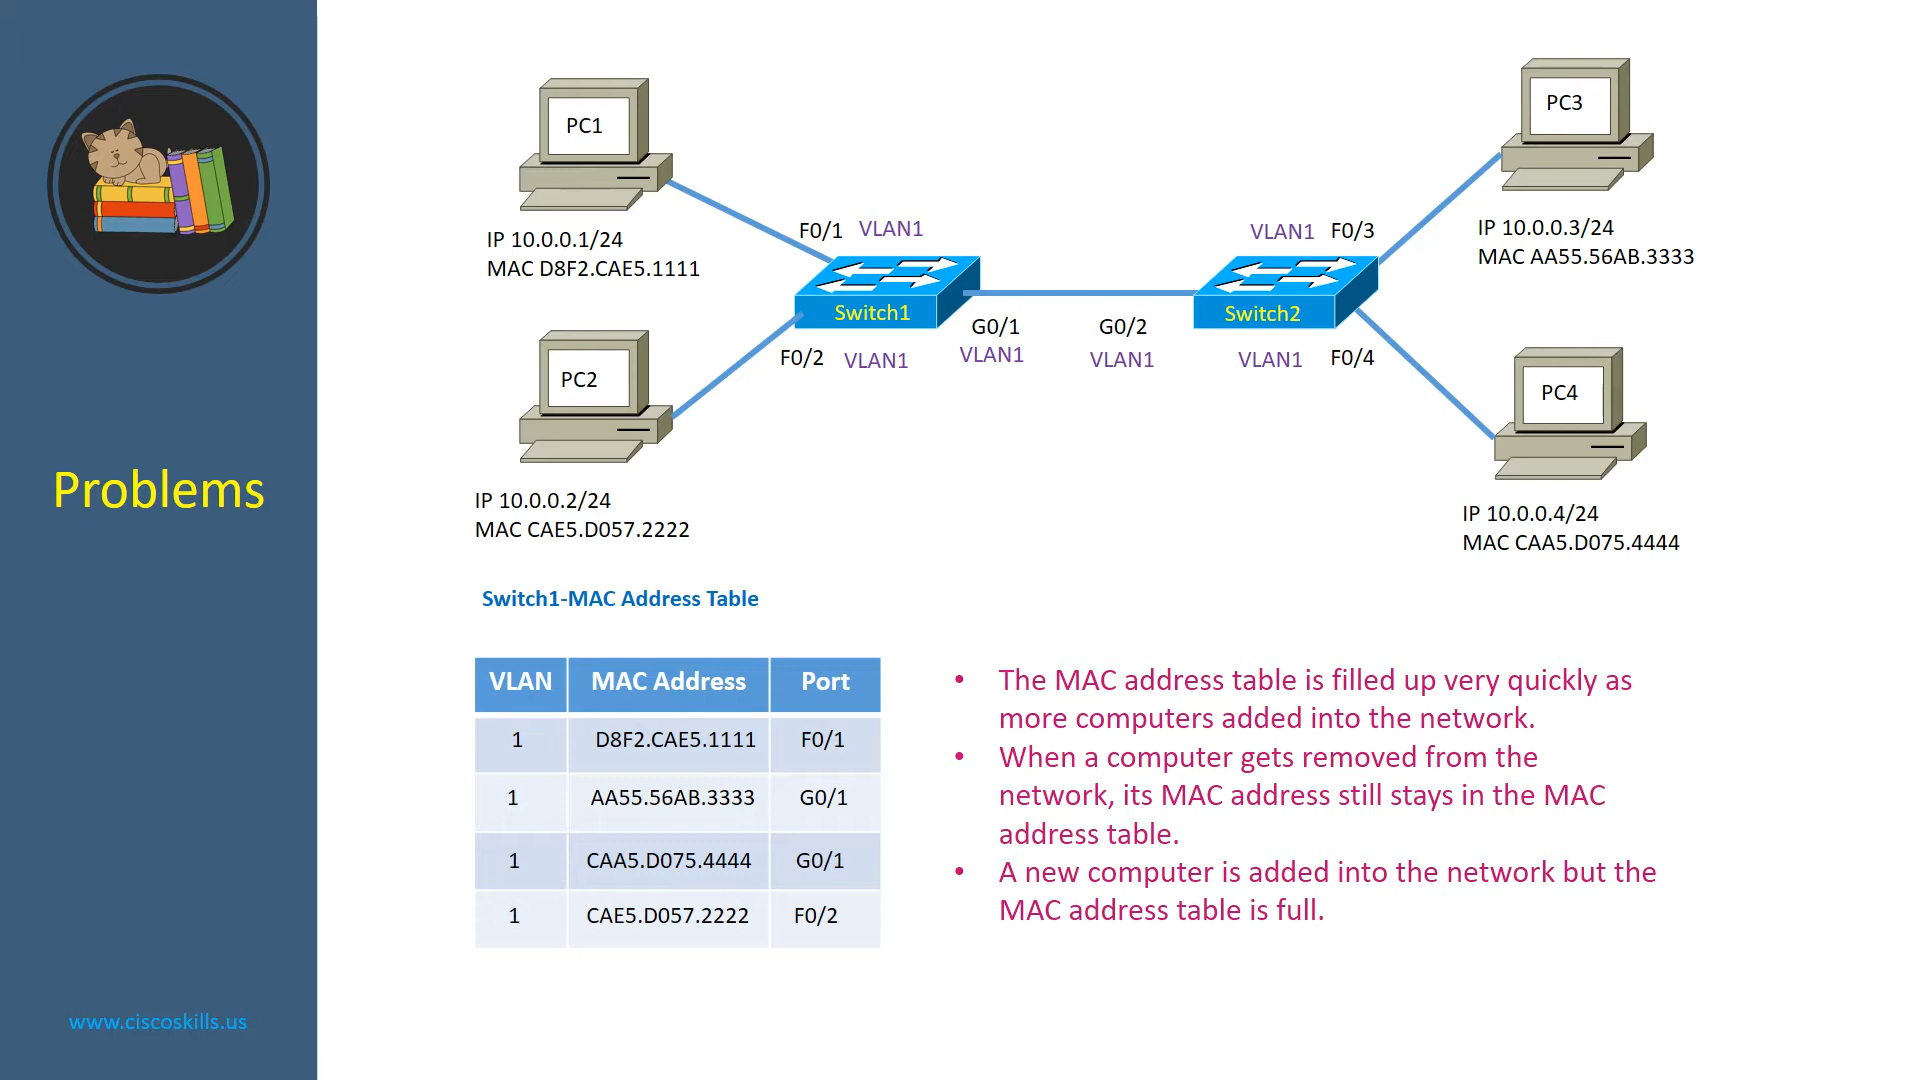 Problems
www.ciscoskills.us
PC1
IP 10.0.0.1/24
MAC D8F2.CAE5.1111
PC2
IP 10.0.0.2/24
MAC CAE5.D057.2222
F0/1 VLAN1
Switch1
F0/2 VLAN1
G0/1
VLAN1
G0/2
VLAN1
VLAN1 F0/3
Switch2
VLAN1 F0/4
PC3
IP 10.0.0.3/24
MAC AA55.56AB.3333
PC4
IP 10.0.0.4/24
MAC CAA5.D075.4444
Switch1-MAC Address Table
VLAN MAC Address Port
1 D8F2.CAE5.1111 F0/1
1 AA55.56AB.3333 G0/1
1 CAA5.D075.4444 G0/1
1 CAE5.D057.2222 F0/2
• The MAC address table is filled up very quickly as
more computers added into the network.
• When a computer gets removed from the
network, its MAC address still stays in the MAC
address table.
• A new computer is added into the network but the
MAC address table is full.